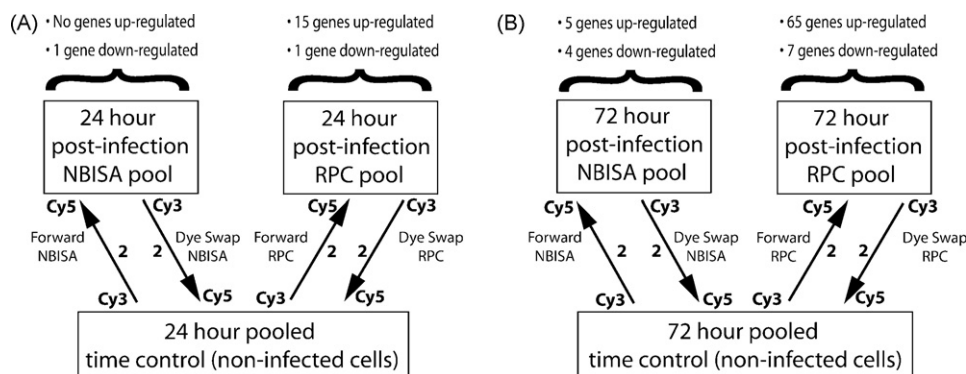 (A)
• No genes up-regulated
• 1 gene down-regulated
• 15 genes up-regulated
• 1 gene down-regulated
24 hour
post-infection
NBISA pool
24 hour
post-infection
RPC pool
Cy5
Cy3
Cy5
Cy3
Forward
NBISA
2
2
Dye Swap
NBISA
Forward
RPC
2
2
Dye Swap
RPC
Cy3
Cy5
Cy3
Cy5
24 hour pooled
time control (non-infected cells)
(B)
• 5 genes up-regulated
• 4 genes down-regulated
• 65 genes up-regulated
• 7 genes down-regulated
72 hour
post-infection
NBISA pool
72 hour
post-infection
RPC pool
Cy5
Cy3
Cy5
Cy3
Forward
NBISA
2
2
Dye Swap
NBISA
Forward
RPC
2
2
Dye Swap
RPC
Cy3
Cy5
Cy3
Cy5
72 hour pooled
time control (non-infected cells)